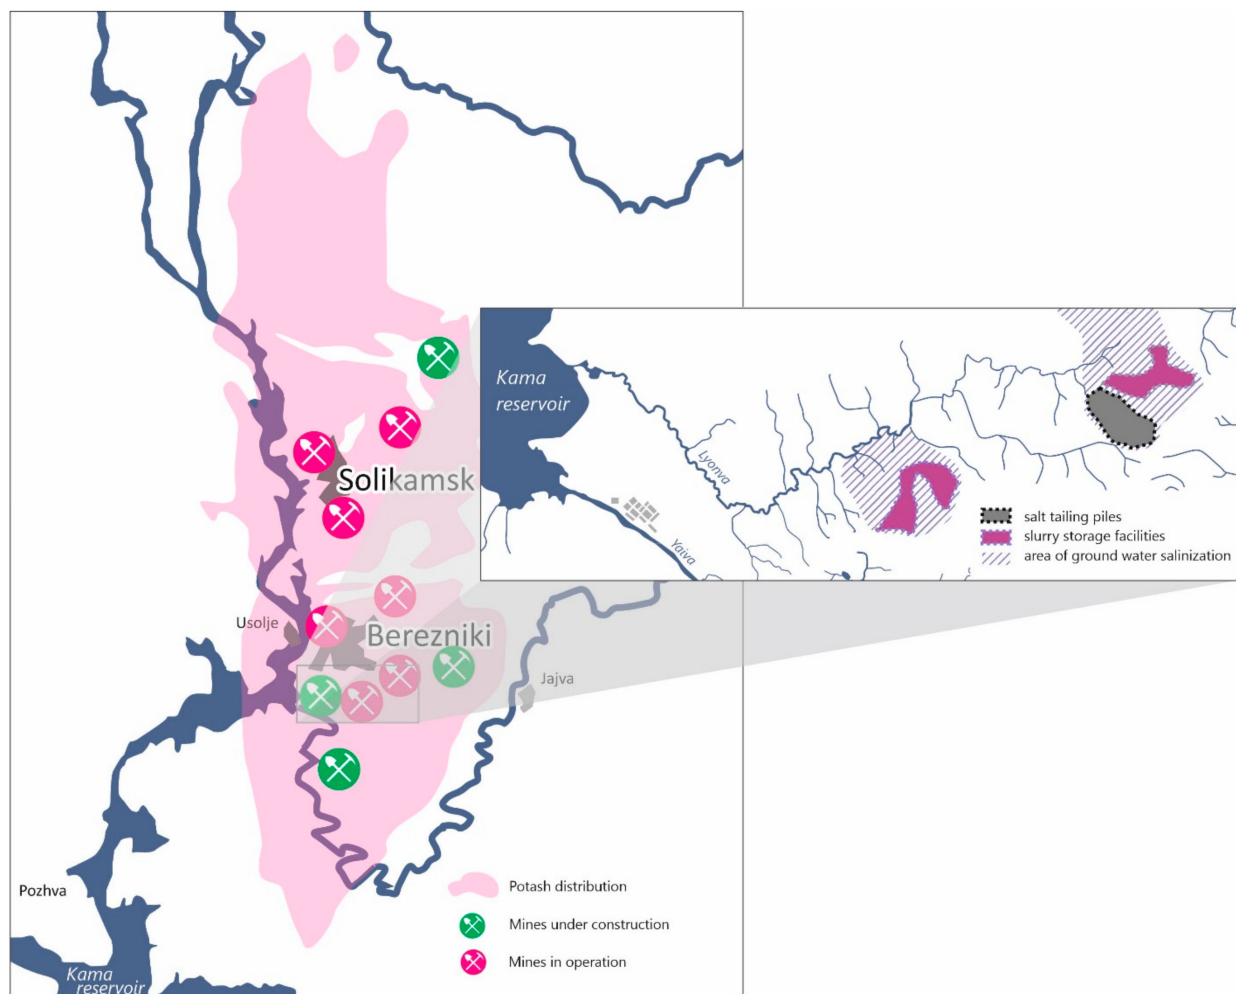 Kama
reservoir
Lyonva
Yaiva
salt tailing piles
slurry storage facilities
area of ground water salinization
Solikamsk
Usolje
Berezniki
Jajva
Pozhva
Potash distribution
Mines under construction
Mines in operation
Kama
reservoir